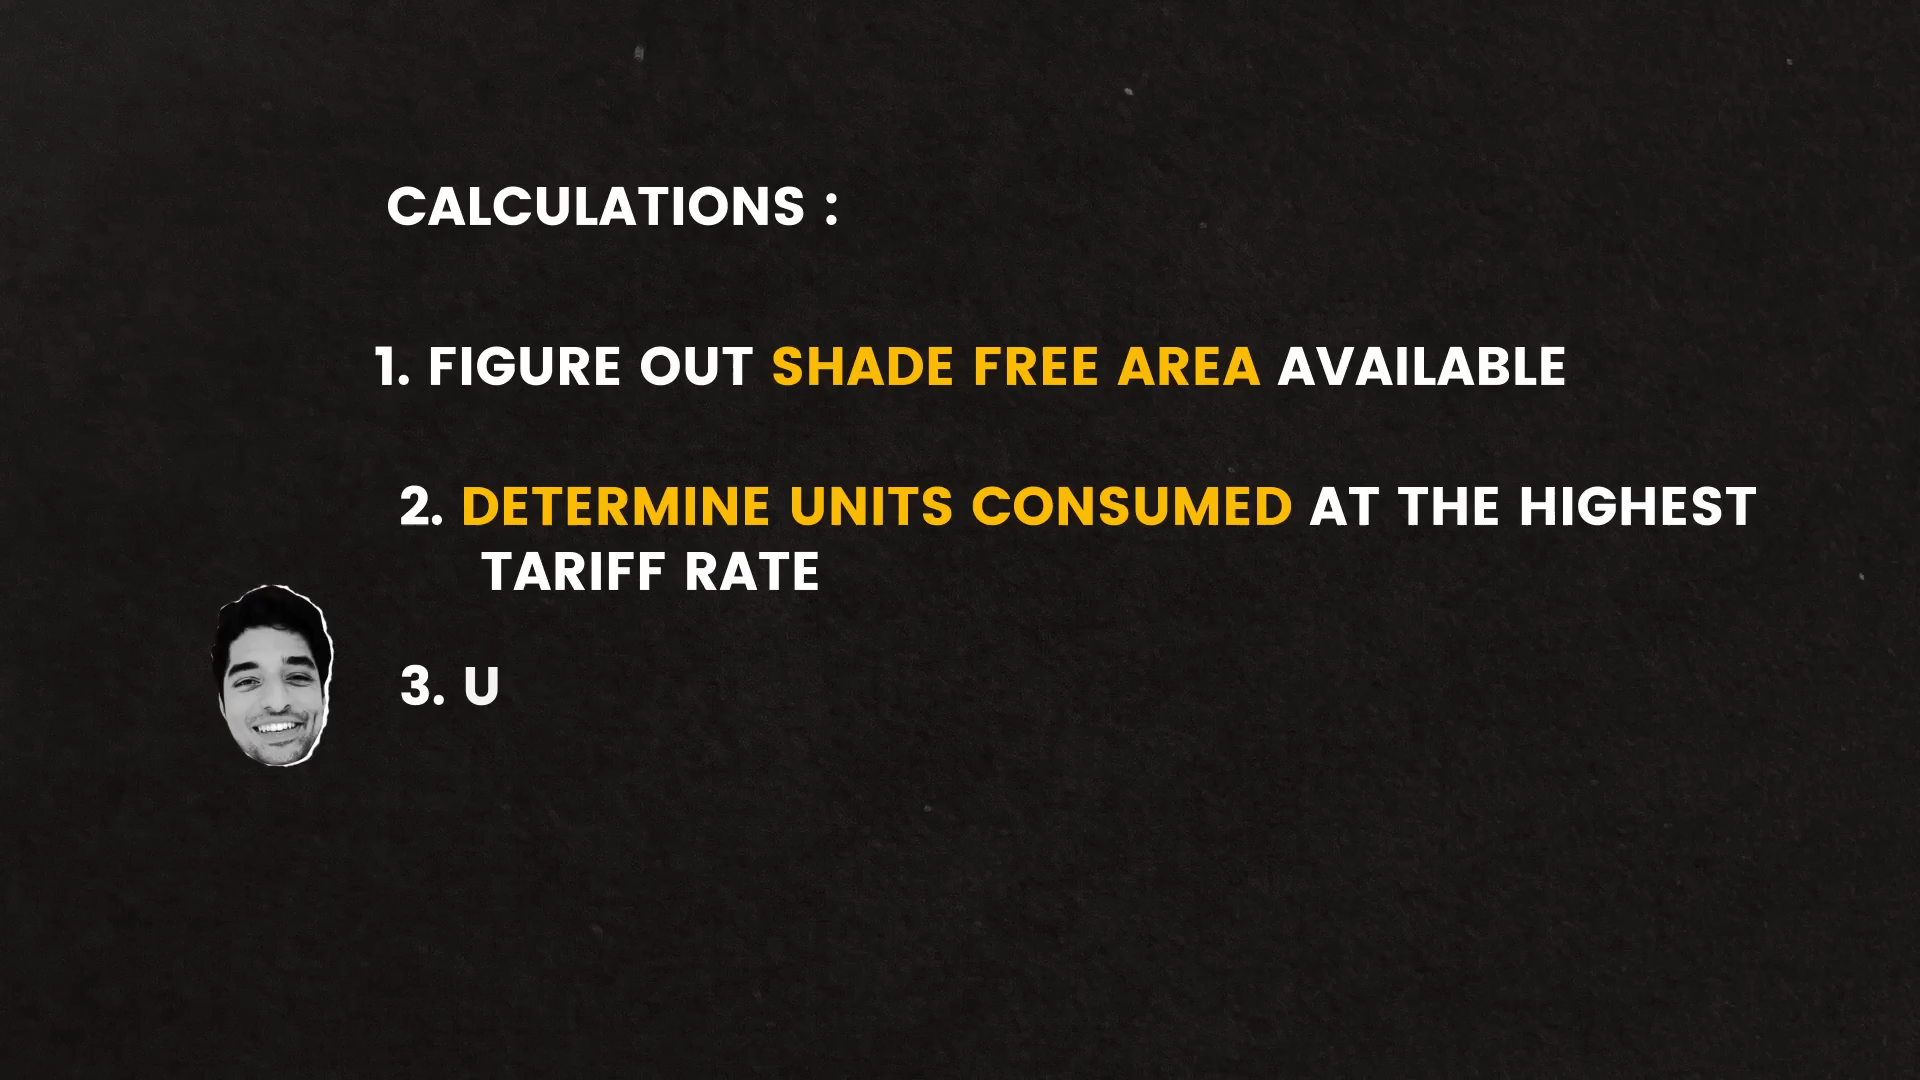 CALCULATIONS :
1. FIGURE OUT SHADE FREE AREA AVAILABLE
2. DETERMINE UNITS CONSUMED AT THE HIGHEST
TARIFF RATE
3. U